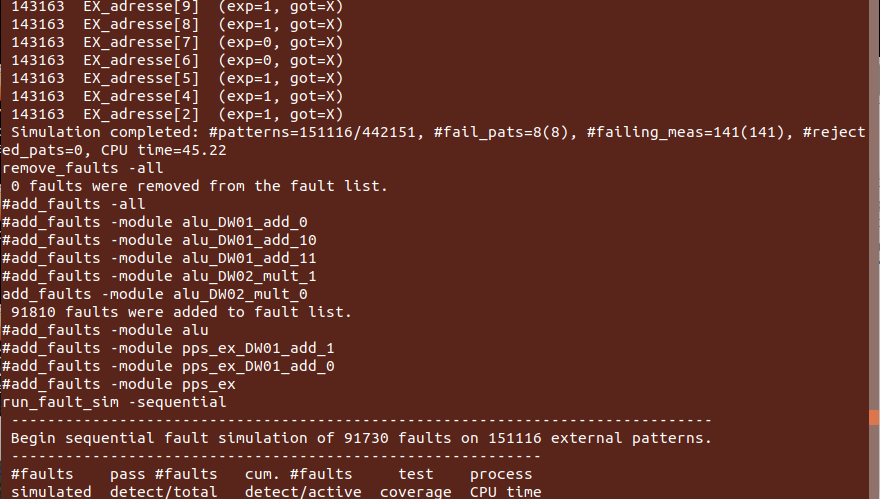 143163  EX_adresse[9]  (exp=1, got=X)
143163  EX_adresse[8]  (exp=1, got=X)
143163  EX_adresse[7]  (exp=0, got=X)
143163  EX_adresse[6]  (exp=0, got=X)
143163  EX_adresse[5]  (exp=1, got=X)
143163  EX_adresse[4]  (exp=1, got=X)
143163  EX_adresse[2]  (exp=1, got=X)
Simulation completed: #patterns=151116/442151, #fail_pats=8(8), #failing_meas=141(141), #reject
ed_pats=0, CPU time=45.22
remove_faults -all
0 faults were removed from the fault list.
#add_faults -all
#add_faults -module alu_DW01_add_0
#add_faults -module alu_DW01_add_10
#add_faults -module alu_DW01_add_11
#add_faults -module alu_DW02_mult_1
add_faults -module alu_DW02_mult_0
91810 faults were added to fault list.
#add_faults -module alu
#add_faults -module pps_ex_DW01_add_1
#add_faults -module pps_ex_DW01_add_0
#add_faults -module pps_ex
run_fault_sim -sequential
------------------------------------------------------------------------------
Begin sequential fault simulation of 91730 faults on 151116 external patterns.
-----------------------------------------------------------
#faults    pass #faults   cum. #faults     test    process
simulated  detect/total  detect/active  coverage  CPU time